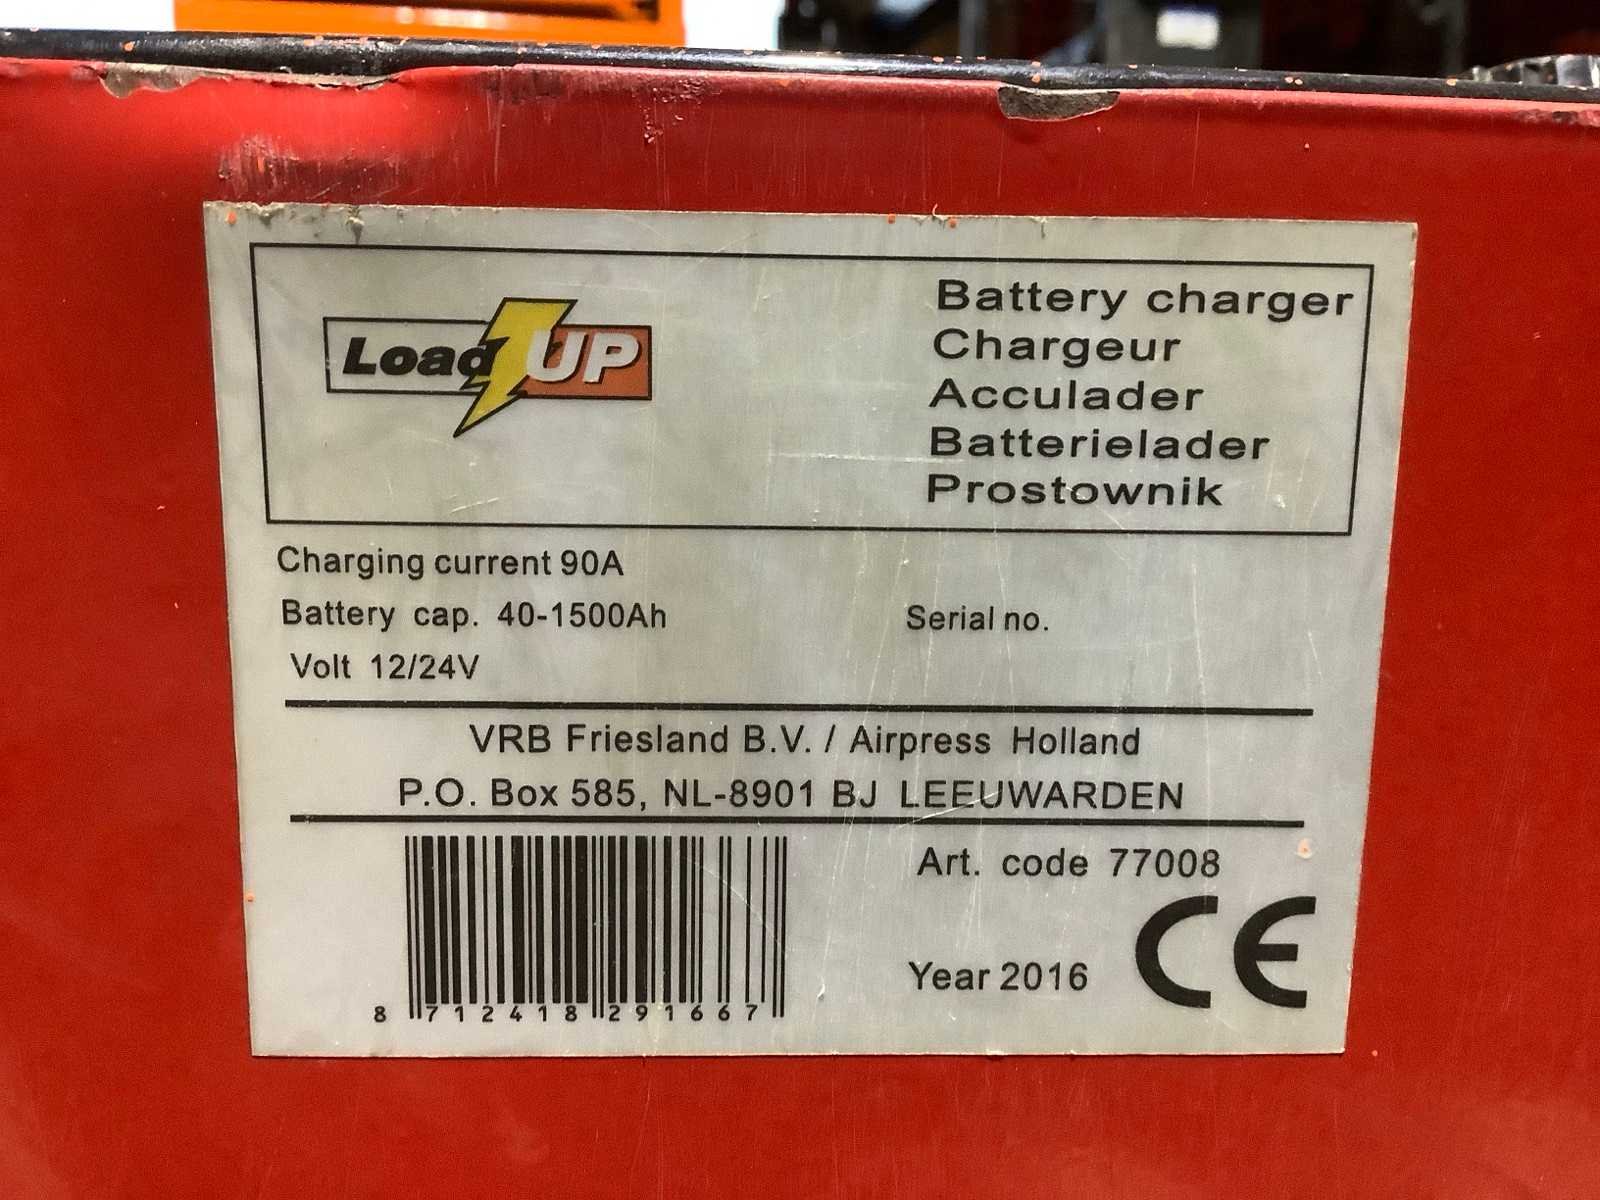 Load UP
Battery charger
Chargeur
Acculader
Batterielader
Prostownik
Charging current 90A
Battery cap. 40-1500Ah
Serial no.
Volt 12/24V
VRB Friesland B.V. / Airpress Holland
P.O. Box 585, NL-8901 BJ LEEUWARDEN
Art. code 77008
CE
Year 2016
8 712418 291667